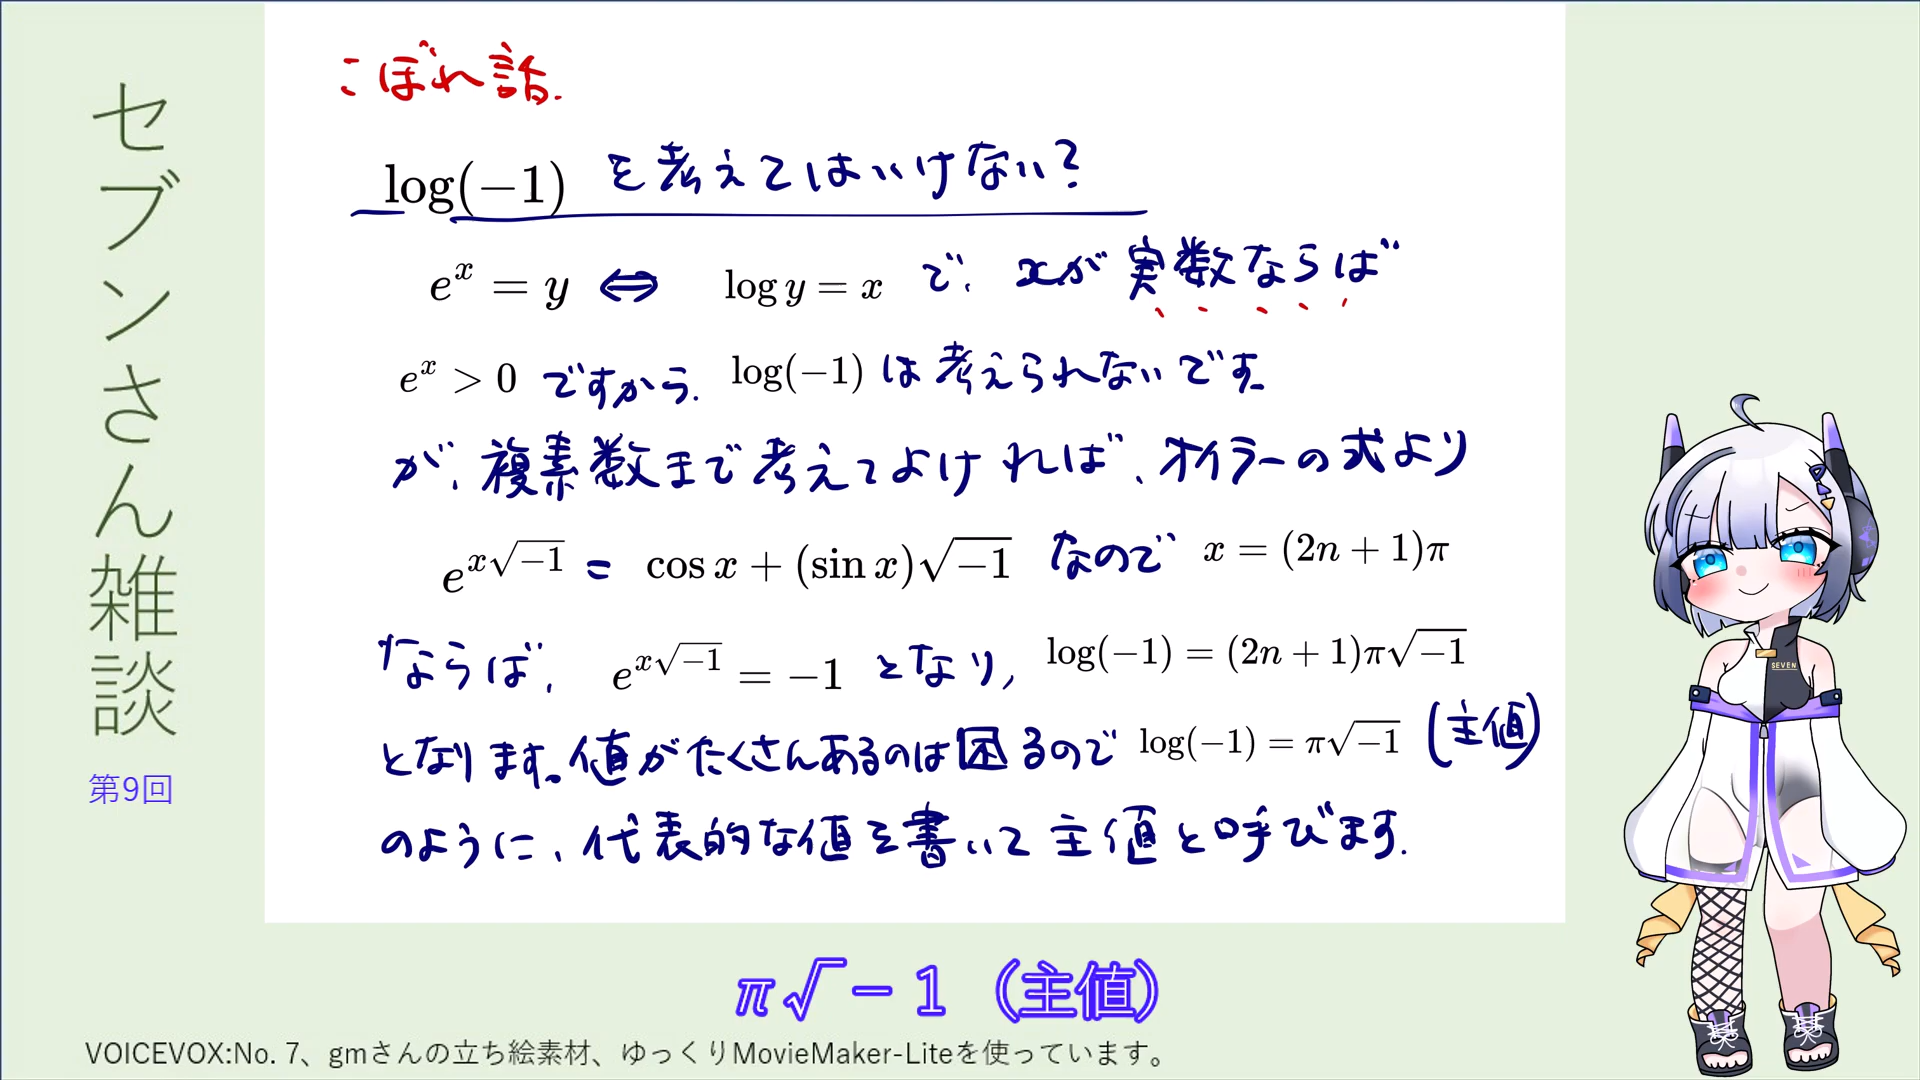 セブンさん雑談
第9回
こぼれ話.
log(−1) を考えてはいけない?
e^x = y ⇔ log y = x で、xが実数ならば
e^x > 0 ですから、log(−1) は考えられないです
が、複素数まで考えてよければ、オイラーの式より
e^{x√−1} = cos x + (sin x)√−1 なので x = (2n + 1)π
ならば、e^{x√−1} = −1 となり, log(−1) = (2n + 1)π√−1
となります。値がたくさんあるのは困るので log(−1) = π√−1 (主値)
のように、代表的な値を書いて主値と呼びます.
SEVEN
π√−1 (主値)
VOICEVOX:No. 7、gmさんの立ち絵素材、ゆっくりMovieMaker-Liteを使っています。